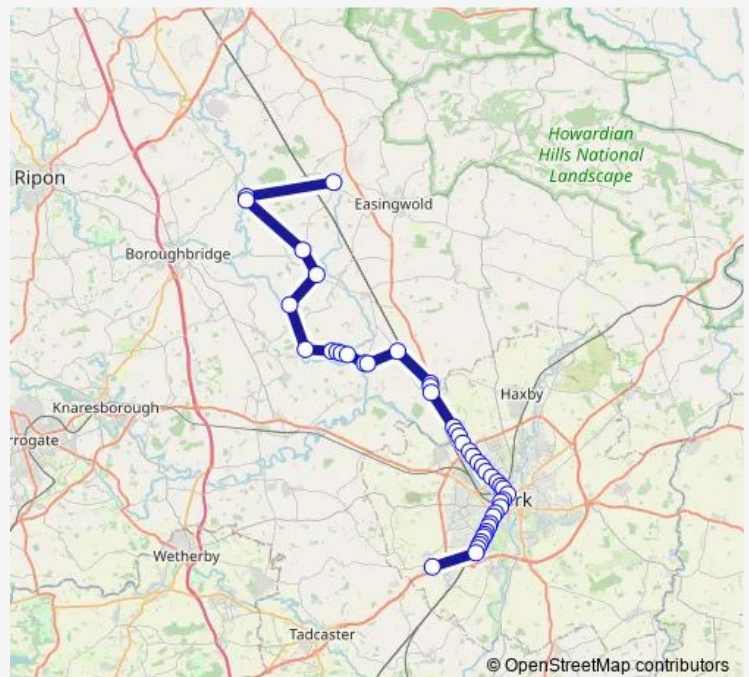 Howardian
Hills National
Landscape
Ripon
Easingwold
Boroughbridge
Haxby
Knaresborough
rrogate
rk
Wetherby
Tadcaster
© OpenStreetMap contributors